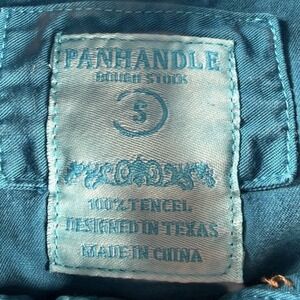 PANHANDLE
ROUGH STOCK
S
100% TENCEL
DESIGNED IN TEXAS
MADE IN CHINA